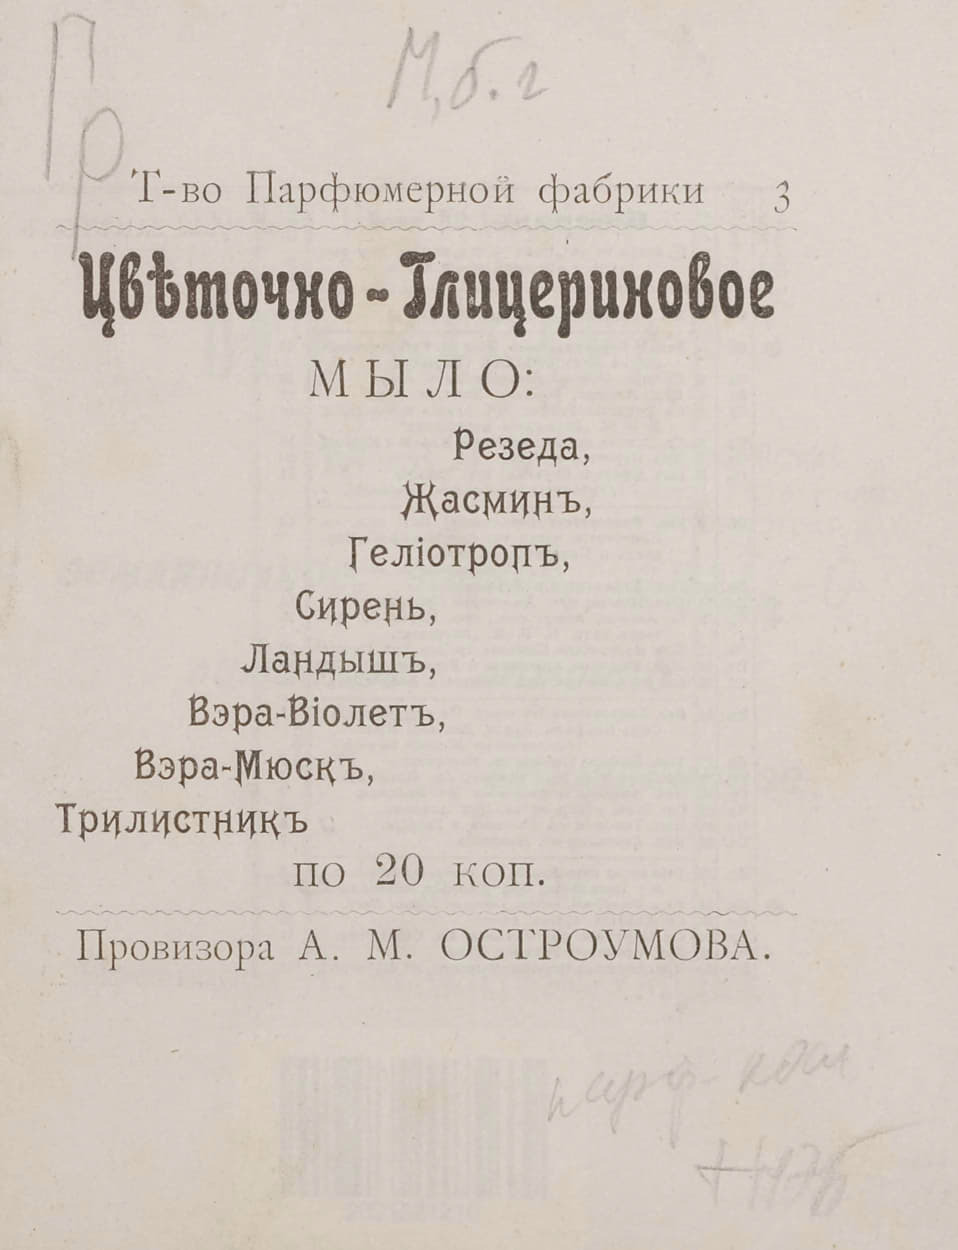 Пр
М, б. г
Т-во Парфюмерной фабрики 3
Цвѣточно-Глицериновое
МЫЛО:
Резеда,
Жасминъ,
Геліотропъ,
Сирень,
Ландышъ,
Вэра-Віолетъ,
Вэра-Мюскъ,
Трилистникъ
по 20 коп.
Провизора А. М. ОСТРОУМОВА.